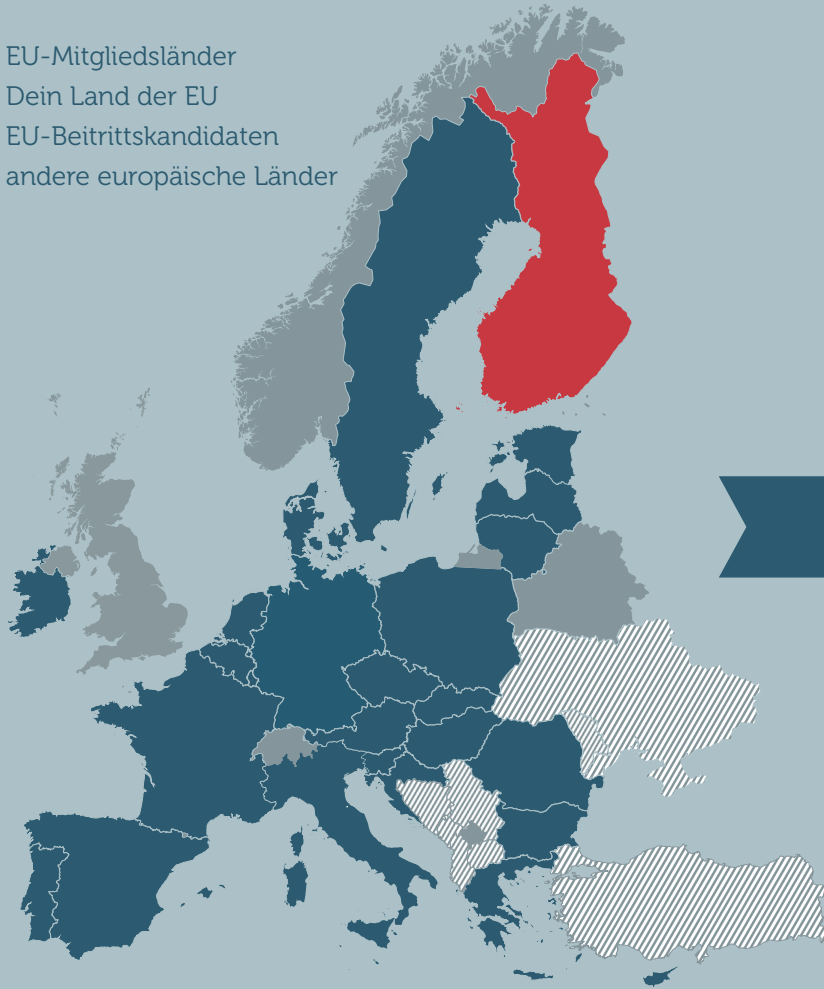 EU-Mitgliedsländer
Dein Land der EU
EU-Beitrittskandidaten
andere europäische Länder